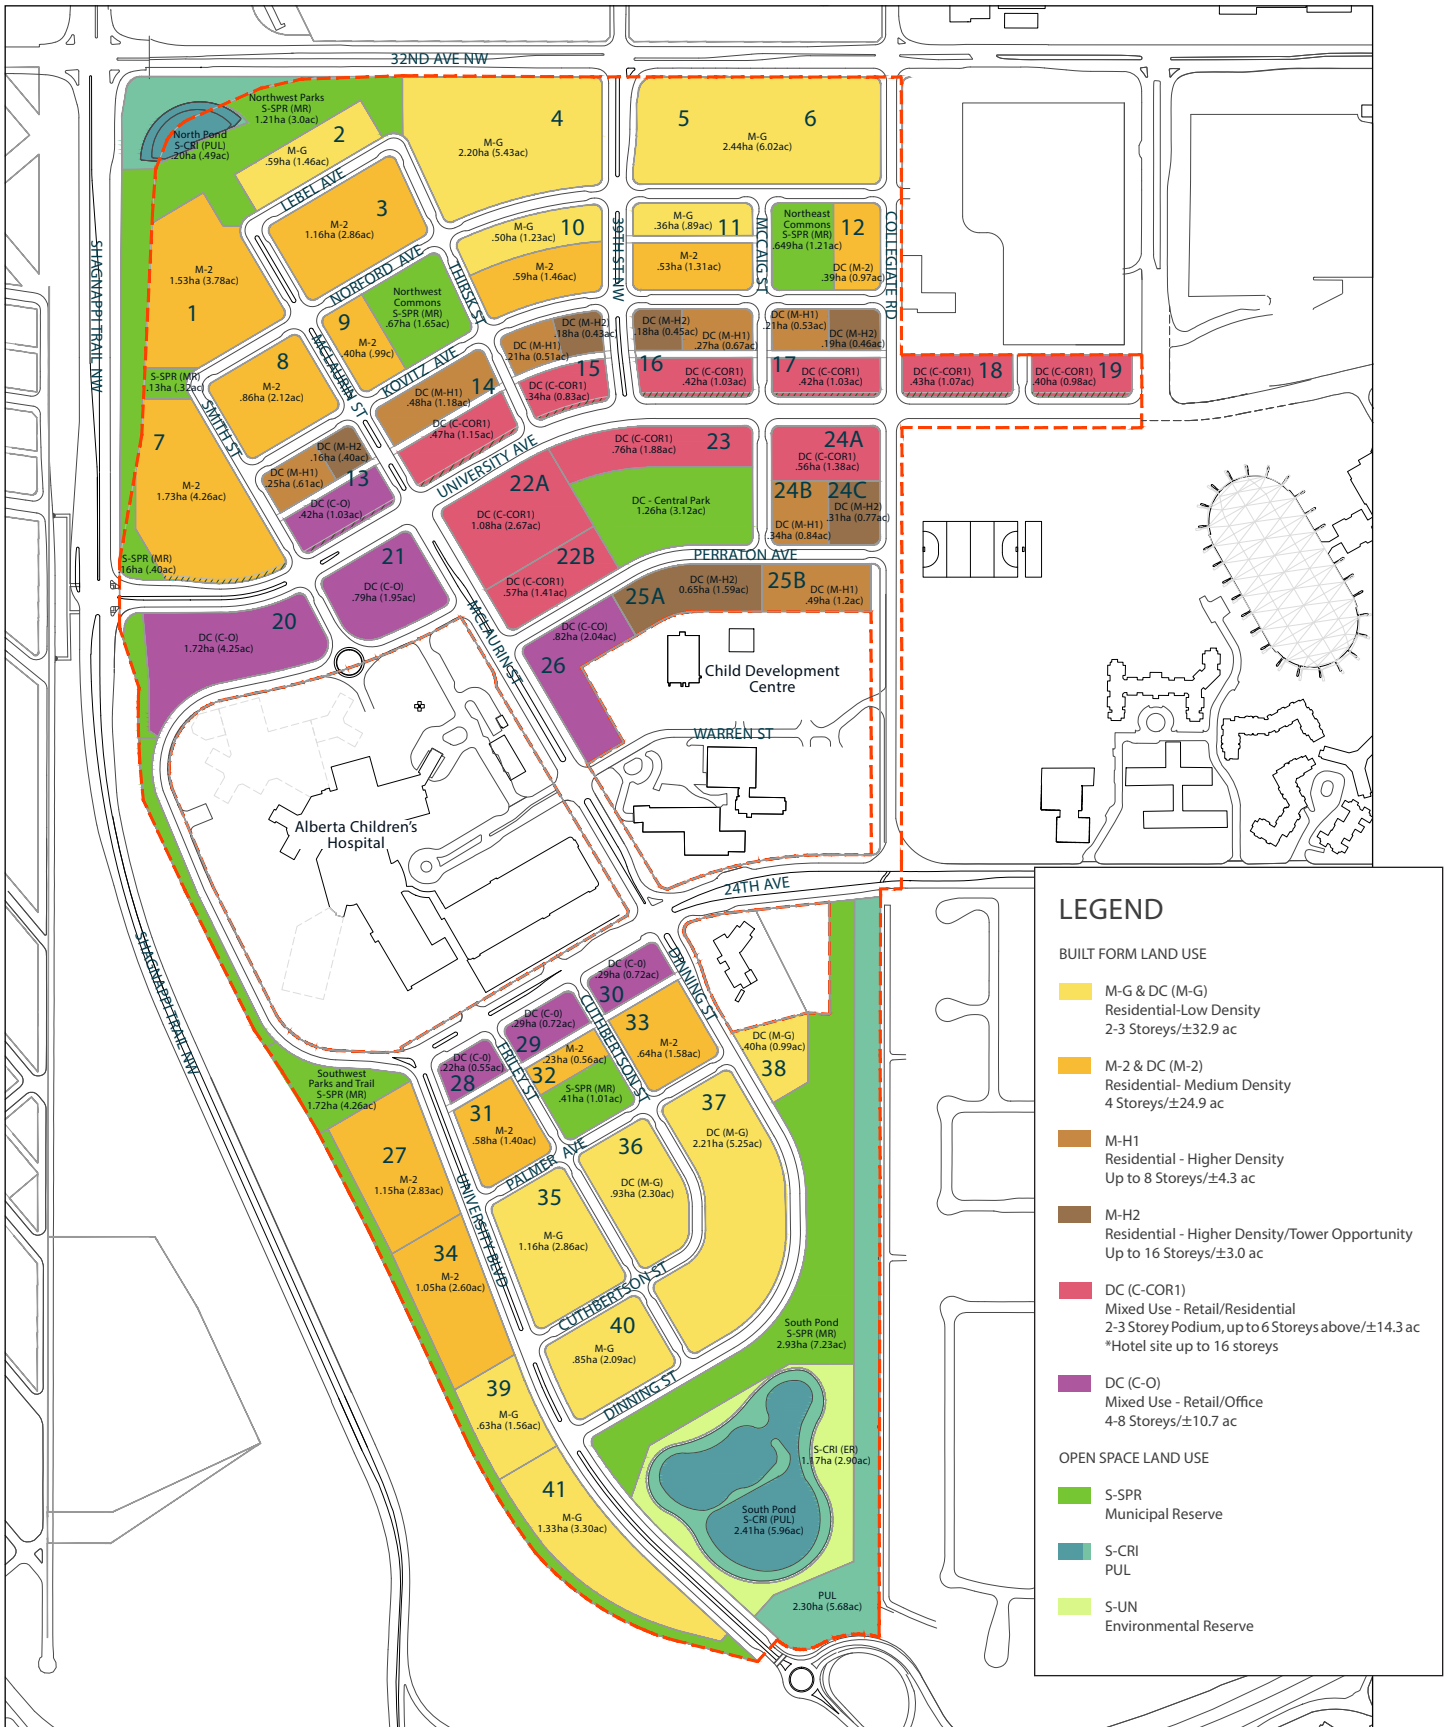 32ND AVE NW
Northwest Parks
S-SPR (MR)
1.21ha (3.0ac)
North Pond
S-CRI (PUL)
.20ha (.49ac)
2
M-G
.59ha (1.46ac)
LEBEL AVE
4
M-G
2.20ha (5.43ac)
5
6
M-G
2.44ha (6.02ac)
3
M-2
1.16ha (2.86ac)
NORFORD AVE
THIRSK ST
10
M-G
.50ha (1.23ac)
M-2
.59ha (1.46ac)
39TH ST NW
M-G
.36ha (.89ac)
11
M-2
.53ha (1.31ac)
MCCAIG ST
Northeast
Commons
S-SPR (MR)
.649ha (1.21ac)
12
DC (M-2)
.39ha (0.97ac)
COLLEGIATE RD
SHAGNAPPI TRAIL NW
M-2
1.53ha (3.78ac)
1
9
M-2
.40ha (.99c)
Northwest
Commons
S-SPR (MR)
.67ha (1.65ac)
KOVITZ AVE
MCLAURIN ST
8
M-2
.86ha (2.12ac)
S-SPR (MR)
.13ha (.32ac)
SMITH ST
7
M-2
1.73ha (4.26ac)
S-SPR (MR)
.16ha (.40ac)
DC (M-H2)
.18ha (0.43ac)
DC (M-H1)
.21ha (0.51ac)
15
DC (C-COR1)
.34ha (0.83ac)
14
DC (M-H1)
.48ha (1.18ac)
DC (C-COR1)
.47ha (1.15ac)
DC (M-H2)
.18ha (0.45ac)
DC (M-H1)
.27ha (0.67ac)
16
DC (C-COR1)
.42ha (1.03ac)
DC (M-H1)
.21ha (0.53ac)
DC (M-H2)
.19ha (0.46ac)
17
DC (C-COR1)
.42ha (1.03ac)
DC (C-COR1)
.43ha (1.07ac)
18
DC (C-COR1)
.40ha (0.98ac)
19
DC (M-H2
.16ha (.40ac)
DC (M-H1)
.25ha (.61ac)
13
DC (C-O)
.42ha (1.03ac)
UNIVERSITY AVE
DC (C-COR1)
.76ha (1.88ac)
23
24A
DC (C-COR1)
.56ha (1.38ac)
22A
DC (C-COR1)
1.08ha (2.67ac)
DC - Central Park
1.26ha (3.12ac)
24B
DC (M-H1)
.34ha (0.84ac)
24C
DC (M-H2)
.31ha (0.77ac)
22B
DC (C-COR1)
.57ha (1.41ac)
PERRATON AVE
21
DC (C-O)
.79ha (1.95ac)
20
DC (C-O)
1.72ha (4.25ac)
MCLAURIN ST
25A
DC (M-H2)
0.65ha (1.59ac)
25B
DC (M-H1)
.49ha (1.2ac)
DC (C-CO)
.82ha (2.04ac)
26
Child Development
Centre
WARREN ST
Alberta Children's
Hospital
24TH AVE
SHAGNAPPI TRAIL NW
DC (C-0)
.29ha (0.72ac)
30
DINNING ST
DC (C-0)
.29ha (0.72ac)
29
CUTHBERTSON ST
DC (C-0)
.22ha (0.55ac)
28
FRILEY ST
33
M-2
.64ha (1.58ac)
M-2
.23ha (0.56ac)
32
S-SPR (MR)
.41ha (1.01ac)
DC (M-G)
.40ha (0.99ac)
38
Southwest
Parks and Trail
S-SPR (MR)
1.72ha (4.26ac)
31
M-2
.58ha (1.40ac)
PALMER AVE
37
DC (M-G)
2.21ha (5.25ac)
36
DC (M-G)
.93ha (2.30ac)
27
M-2
1.15ha (2.83ac)
UNIVERSITY BLVD
35
M-G
1.16ha (2.86ac)
34
M-2
1.05ha (2.60ac)
CUTHBERTSON ST
40
M-G
.85ha (2.09ac)
South Pond
S-SPR (MR)
2.93ha (7.23ac)
DINNING ST
39
M-G
.63ha (1.56ac)
S-CRI (ER)
1.17ha (2.90ac)
South Pond
S-CRI (PUL)
2.41ha (5.96ac)
41
M-G
1.33ha (3.30ac)
PUL
2.30ha (5.68ac)
LEGEND
BUILT FORM LAND USE
M-G & DC (M-G)
Residential-Low Density
2-3 Storeys/±32.9 ac
M-2 & DC (M-2)
Residential- Medium Density
4 Storeys/±24.9 ac
M-H1
Residential - Higher Density
Up to 8 Storeys/±4.3 ac
M-H2
Residential - Higher Density/Tower Opportunity
Up to 16 Storeys/±3.0 ac
DC (C-COR1)
Mixed Use - Retail/Residential
2-3 Storey Podium, up to 6 Storeys above/±14.3 ac
*Hotel site up to 16 storeys
DC (C-O)
Mixed Use - Retail/Office
4-8 Storeys/±10.7 ac
OPEN SPACE LAND USE
S-SPR
Municipal Reserve
S-CRI
PUL
S-UN
Environmental Reserve